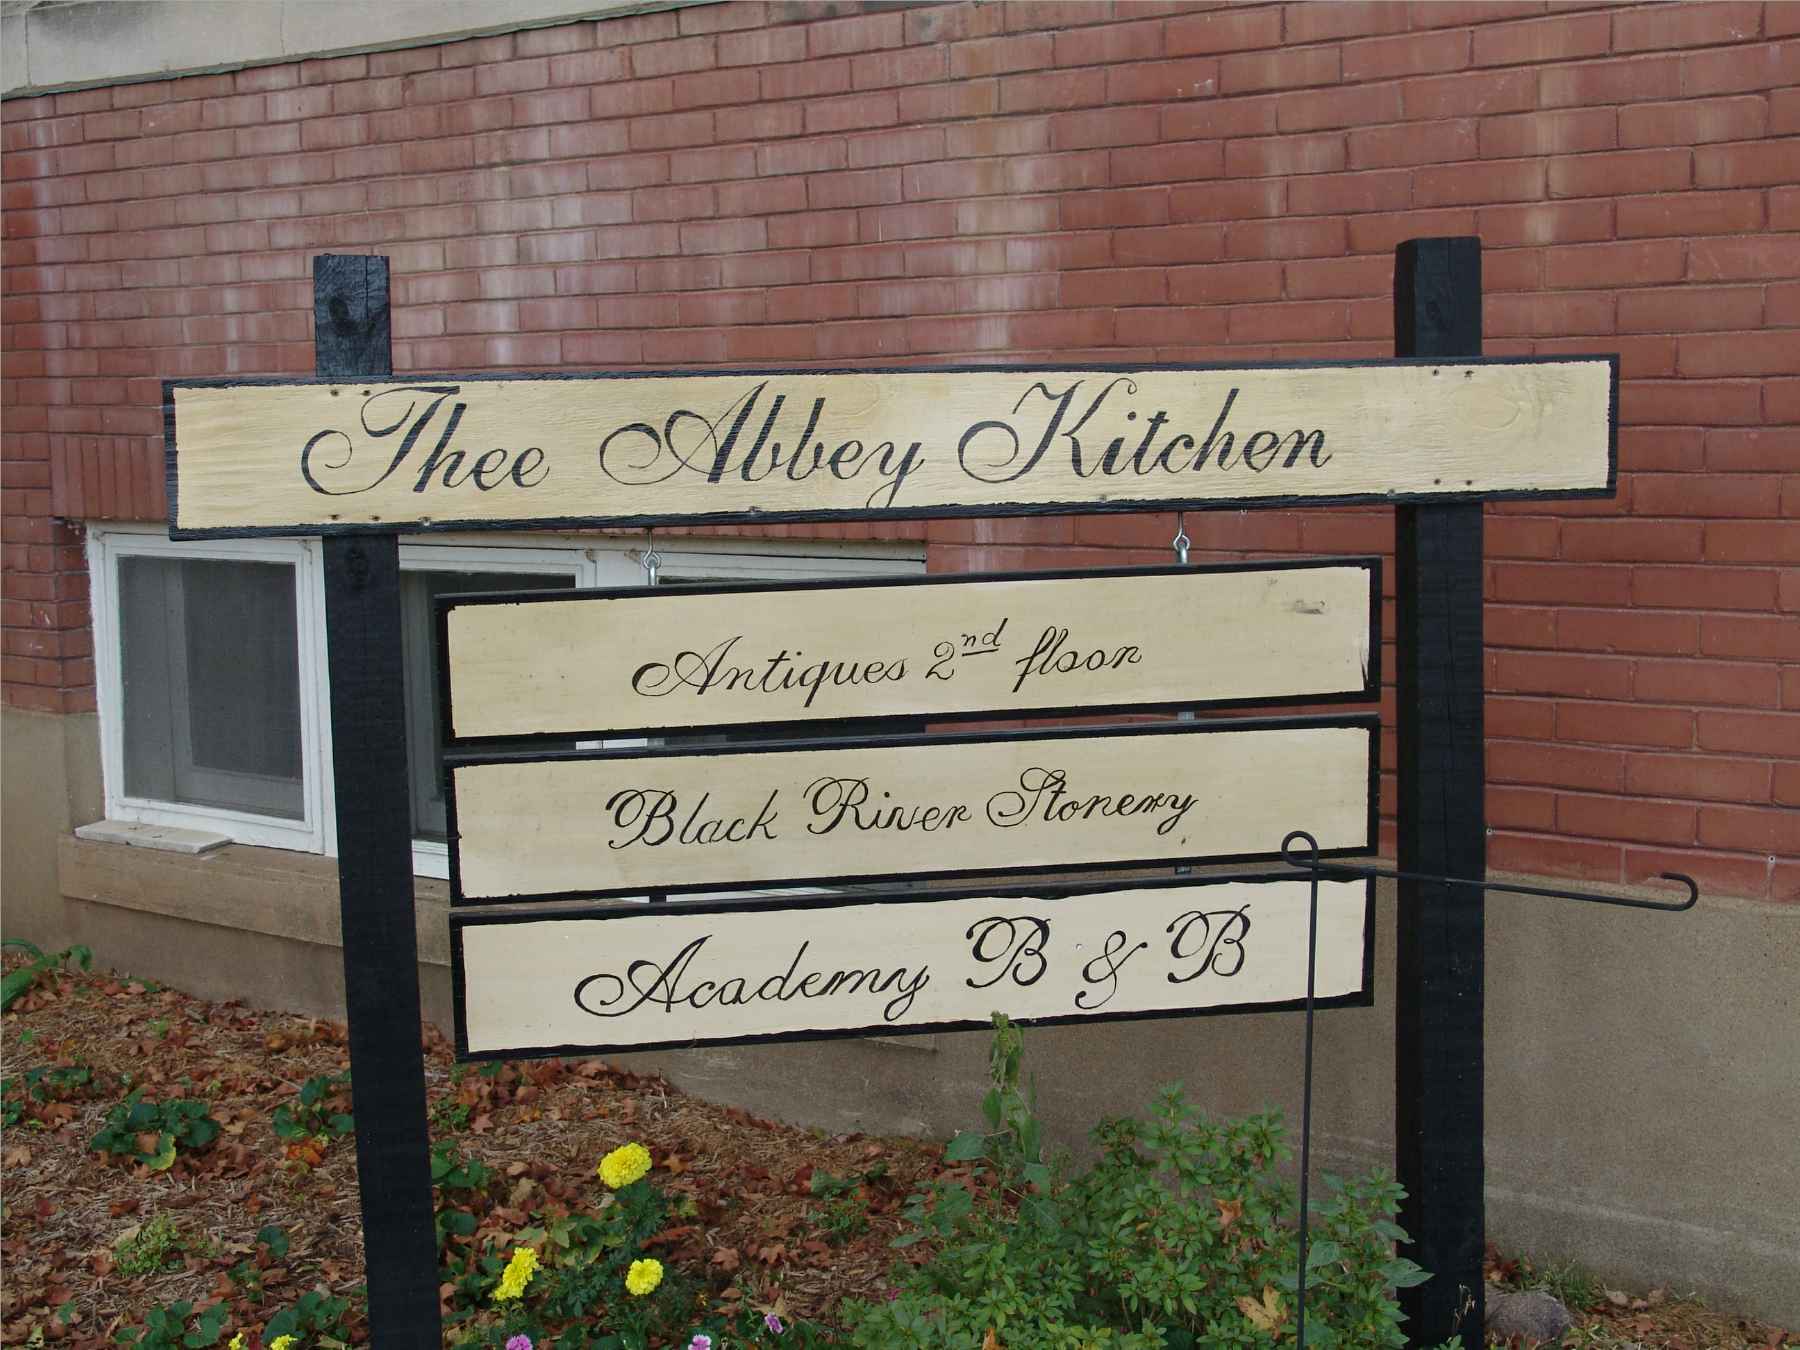 Thee Abbey Kitchen
Antiques 2nd floor
Black River Stonery
Academy B & B